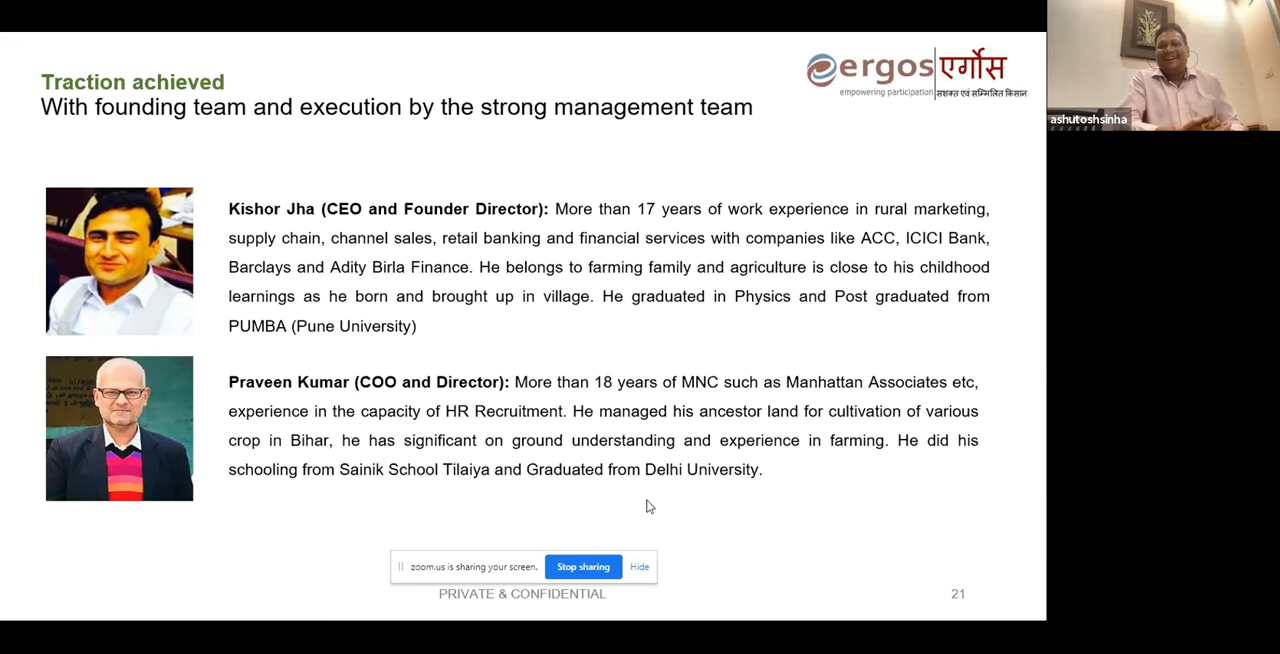 Traction achieved
With founding team and execution by the strong management team
ergos
empowering participation
एर्गोस
सशक्त एवं सम्मिलित किसान
ashutoshsinha
Kishor Jha (CEO and Founder Director): More than 17 years of work experience in rural marketing,
supply chain, channel sales, retail banking and financial services with companies like ACC, ICICI Bank,
Barclays and Adity Birla Finance. He belongs to farming family and agriculture is close to his childhood
learnings as he born and brought up in village. He graduated in Physics and Post graduated from
PUMBA (Pune University)
Praveen Kumar (COO and Director): More than 18 years of MNC such as Manhattan Associates etc,
experience in the capacity of HR Recruitment. He managed his ancestor land for cultivation of various
crop in Bihar, he has significant on ground understanding and experience in farming. He did his
schooling from Sainik School Tilaiya and Graduated from Delhi University.
zoom.us is sharing your screen. Stop sharing Hide
PRIVATE & CONFIDENTIAL 21